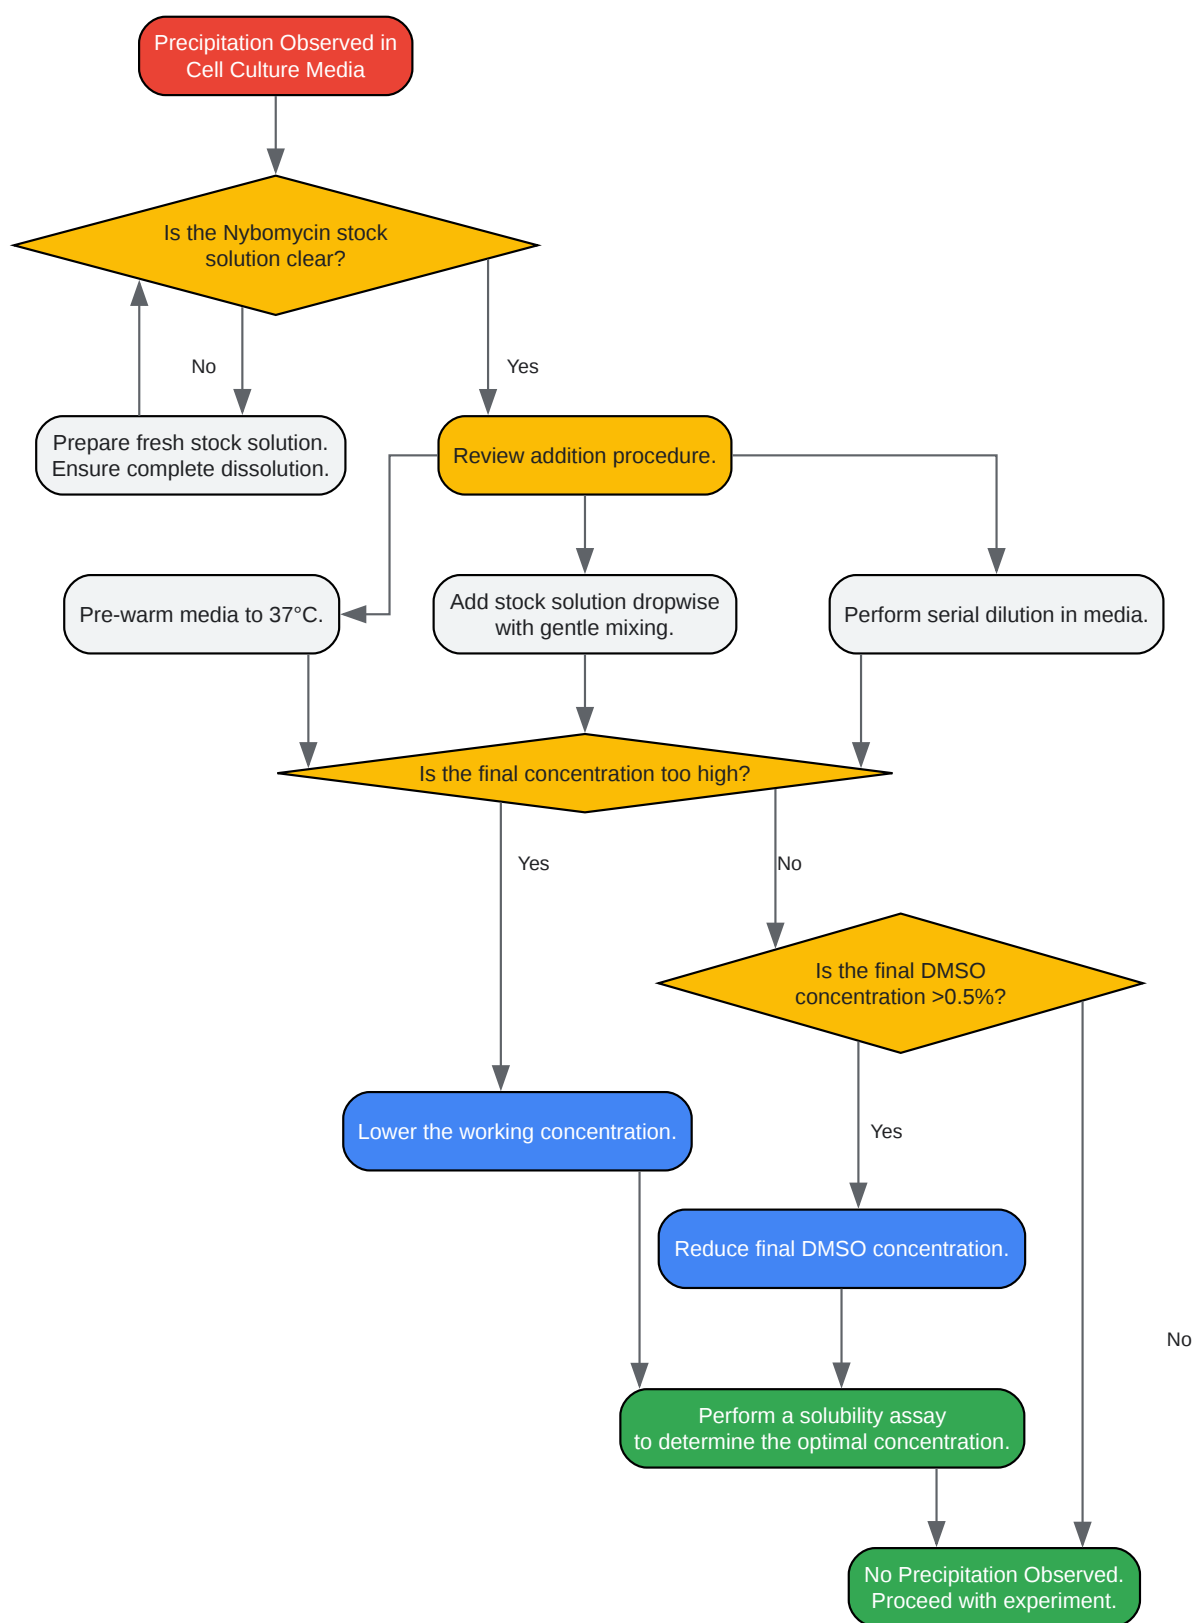 Precipitation Observed in
Cell Culture Media
Is the Nybomycin stock
solution clear?
No
Yes
Prepare fresh stock solution.
Ensure complete dissolution.
Review addition procedure.
Pre-warm media to 37°C.
Add stock solution dropwise
with gentle mixing.
Perform serial dilution in media.
Is the final concentration too high?
Yes
No
Is the final DMSO
concentration >0.5%?
Lower the working concentration.
Yes
Reduce final DMSO concentration.
No
Perform a solubility assay
to determine the optimal concentration.
No Precipitation Observed.
Proceed with experiment.